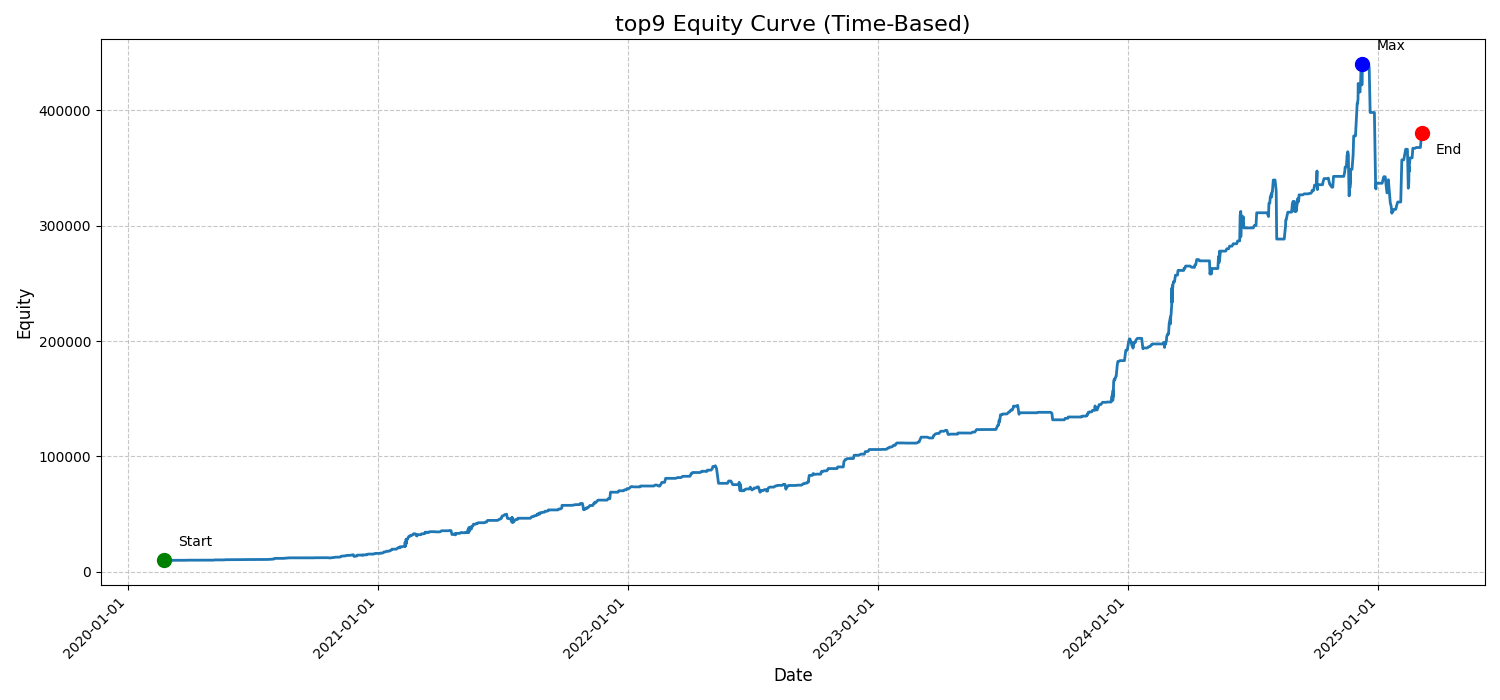 top9 Equity Curve (Time-Based)
Max
400000
End
300000
Equity
200000
100000
Start
0
2020-01-01
2021-01-01
2022-01-01
2023-01-01
2024-01-01
2025-01-01
Date